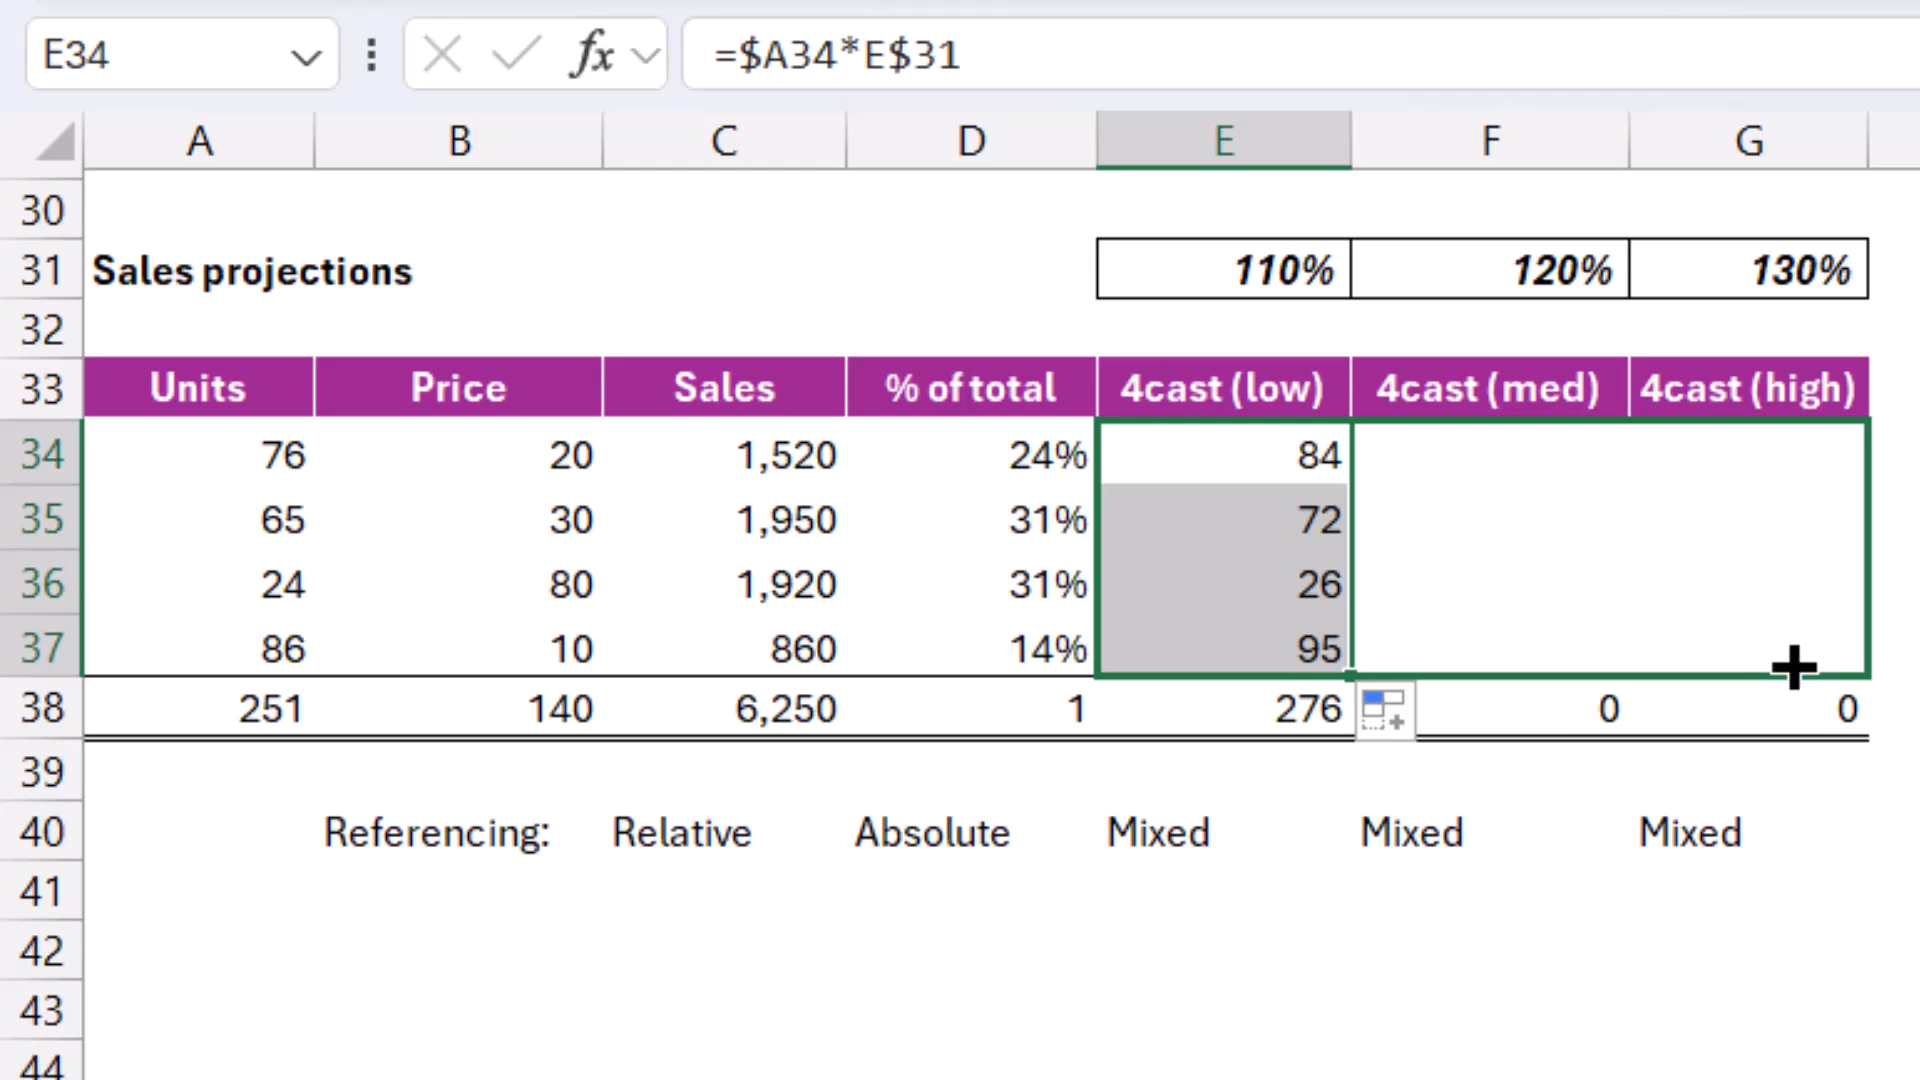 E34 fx =$A34*E$31
A B C D E F G
30
31 Sales projections 110% 120% 130%
32
33 Units Price Sales % of total 4cast (low) 4cast (med) 4cast (high)
34 76 20 1,520 24% 84
35 65 30 1,950 31% 72
36 24 80 1,920 31% 26
37 86 10 860 14% 95
38 251 140 6,250 1 276 0 0
39
40 Referencing: Relative Absolute Mixed Mixed Mixed
41
42
43
44